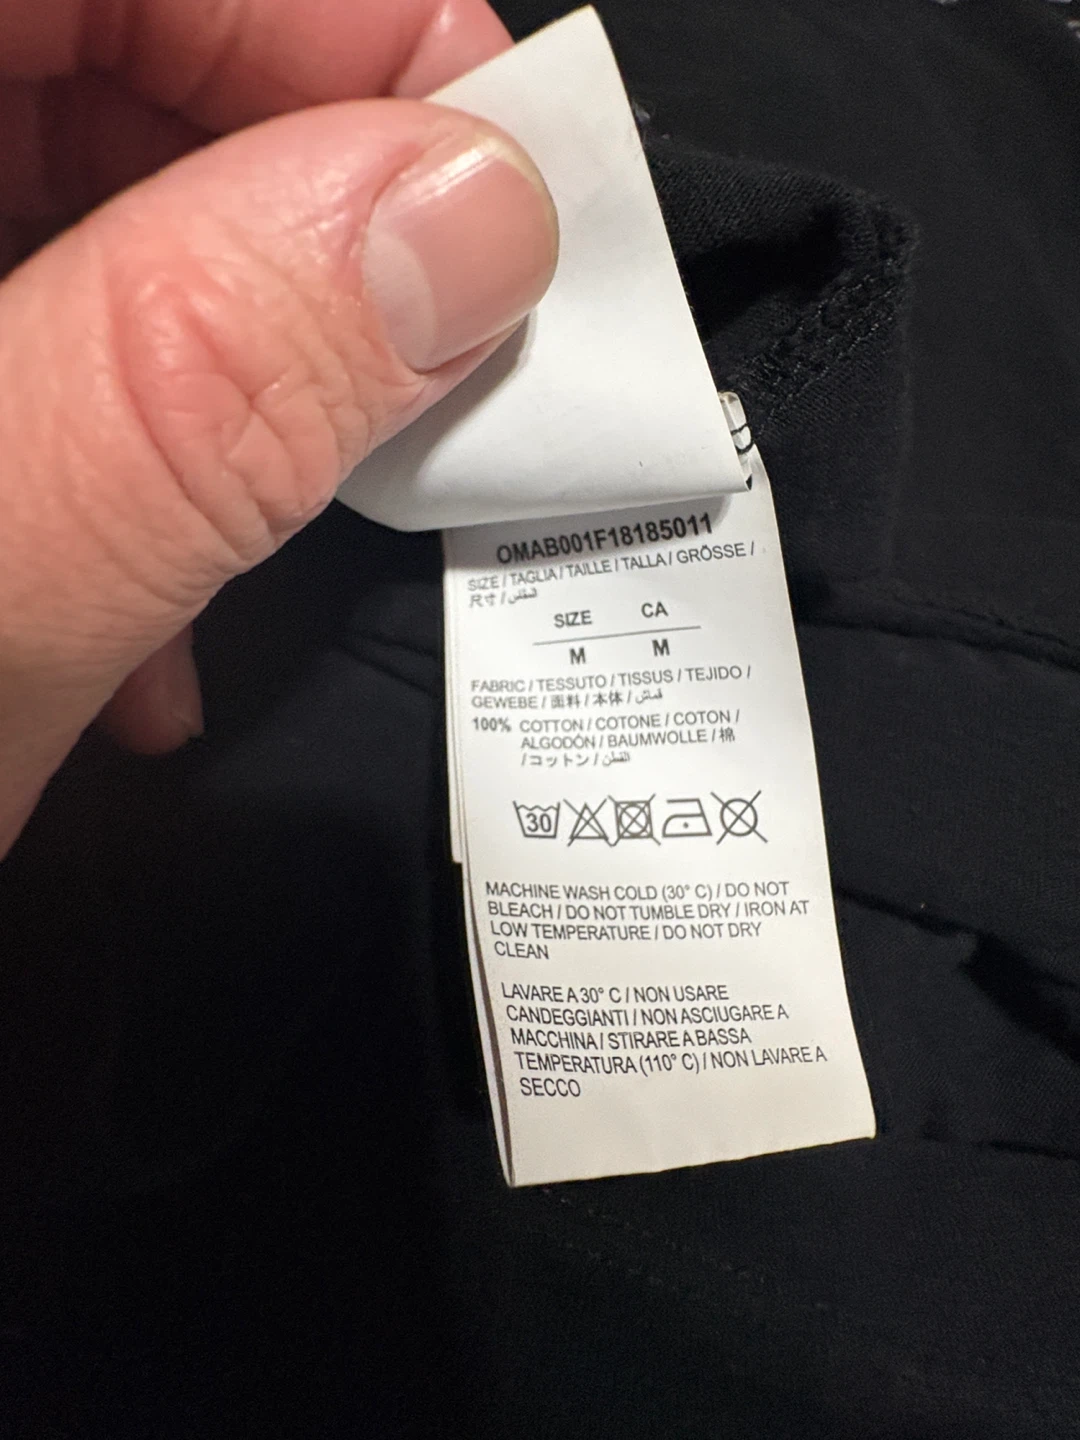 OMAB001F18185011
SIZE / TAGLIA / TAILLE / TALLA / GRÖSSE /
尺寸 / المقاس
SIZE CA
M M
FABRIC / TESSUTO / TISSUS / TEJIDO /
GEWEBE / 面料 / 本体 / قماش
100% COTTON / COTONE / COTON /
ALGODÓN / BAUMWOLLE / 棉
/ コットン / القطن
30
MACHINE WASH COLD (30° C) / DO NOT
BLEACH / DO NOT TUMBLE DRY / IRON AT
LOW TEMPERATURE / DO NOT DRY
CLEAN
LAVARE A 30° C / NON USARE
CANDEGGIANTI / NON ASCIUGARE A
MACCHINA / STIRARE A BASSA
TEMPERATURA (110° C) / NON LAVARE A
SECCO